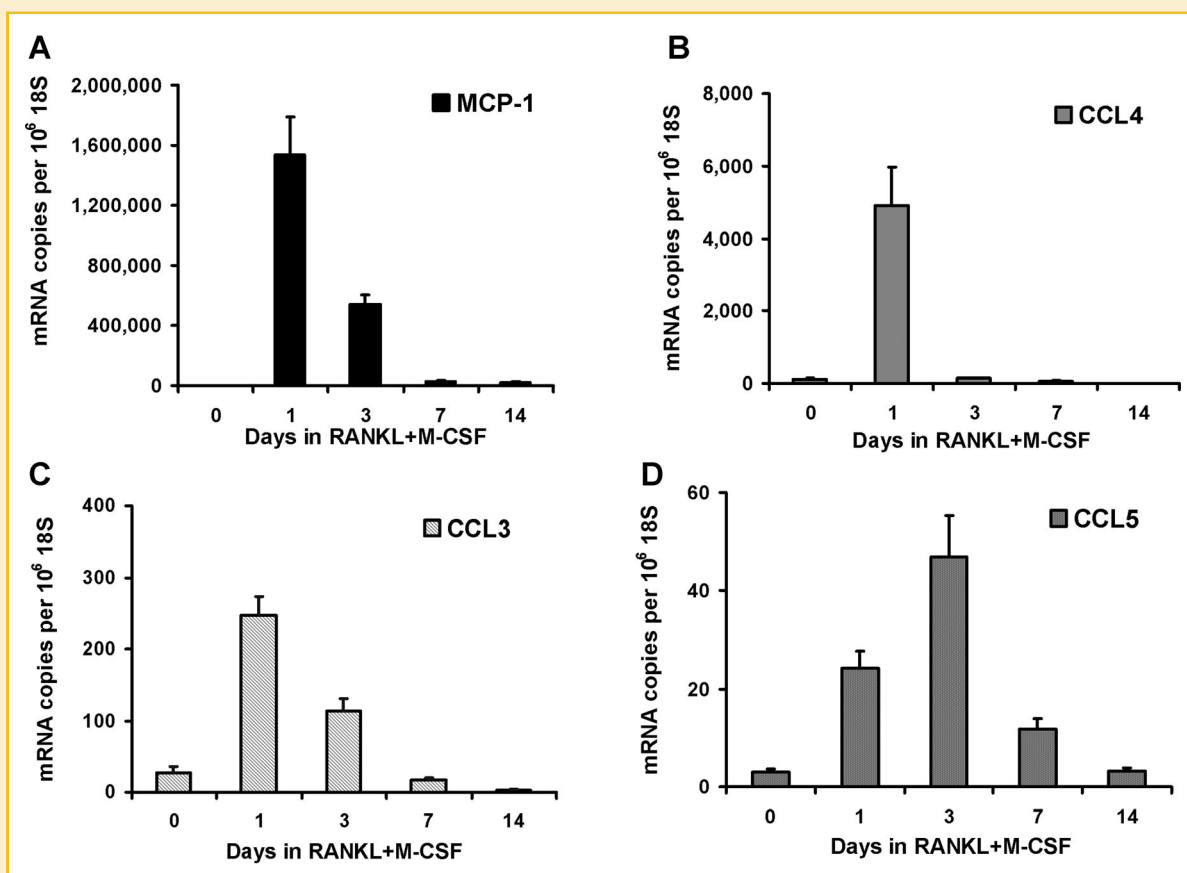 A
mRNA copies per 10⁶ 18S
2,000,000
1,600,000
1,200,000
800,000
400,000
0
MCP-1
0 1 3 7 14
Days in RANKL+M-CSF
B
mRNA copies per 10⁶ 18S
8,000
6,000
4,000
2,000
0
CCL4
0 1 3 7 14
Days in RANKL+M-CSF
C
mRNA copies per 10⁶ 18S
400
300
200
100
0
CCL3
0 1 3 7 14
Days in RANKL+M-CSF
D
mRNA copies per 10⁶ 18S
60
40
20
0
CCL5
0 1 3 7 14
Days in RANKL+M-CSF